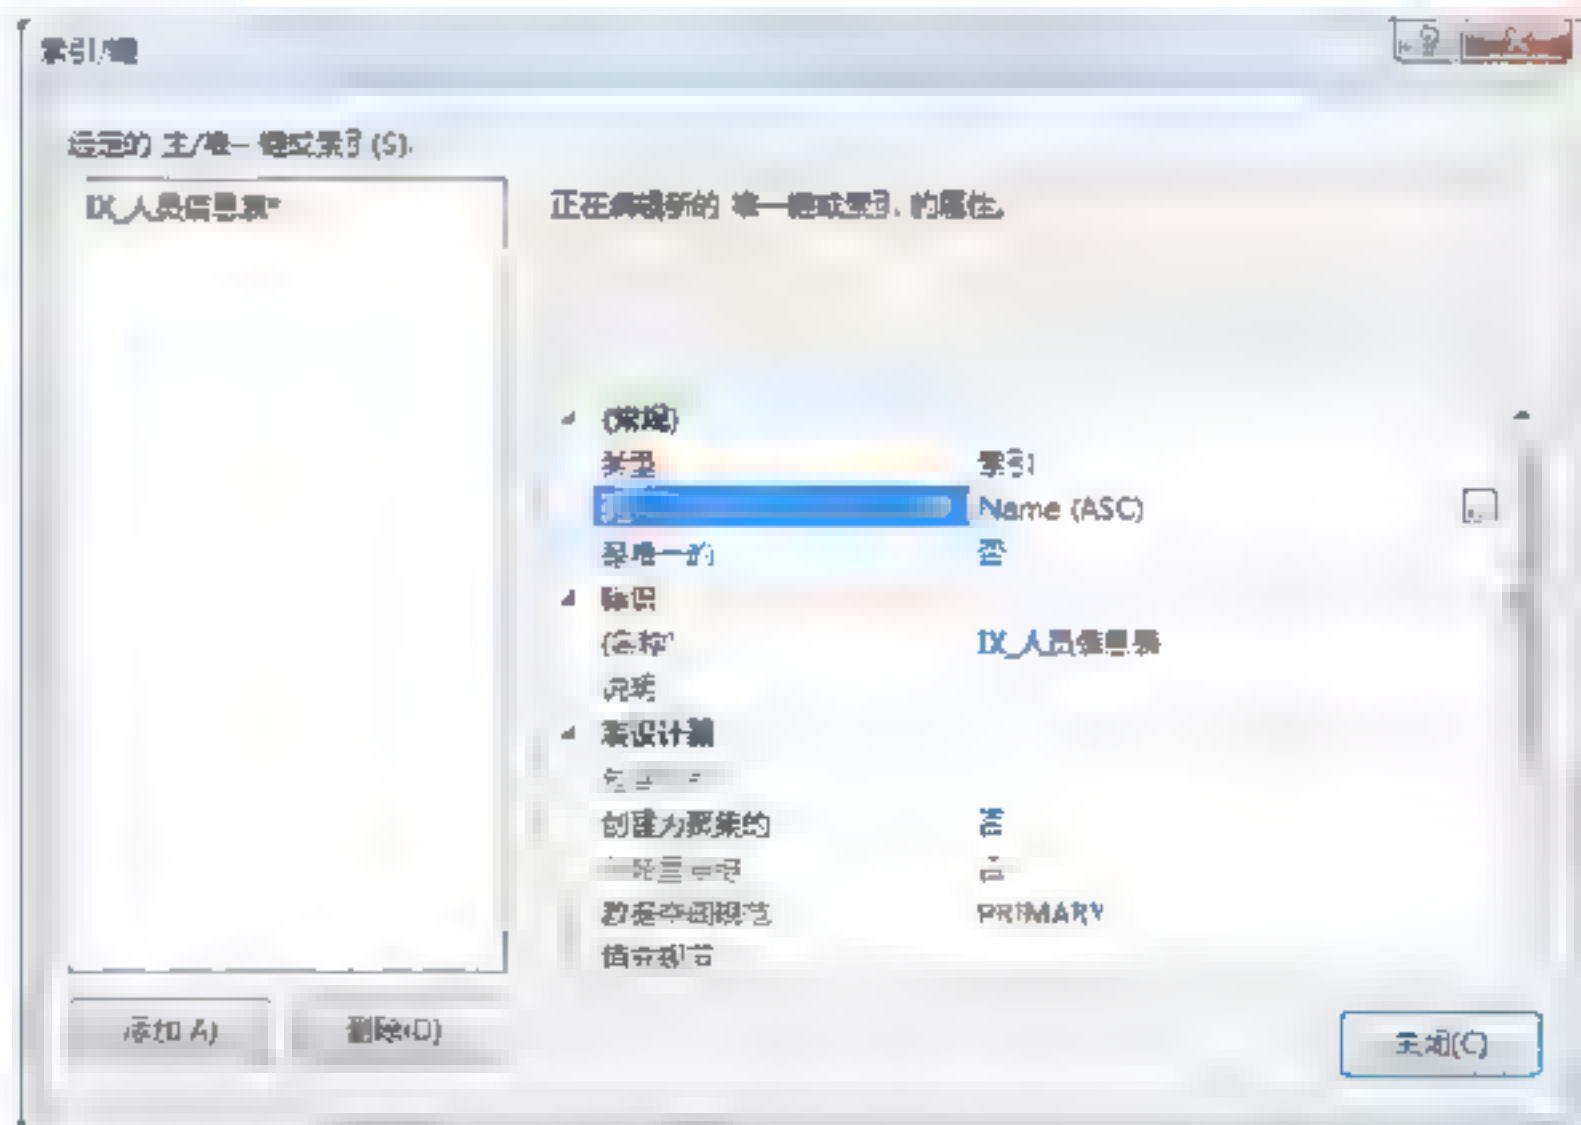 索引/键
选定的 主/唯一键或索引(S):
IX_人员信息表*
正在编辑新的 唯一键或索引. 的属性。
(常规)
类型 索引
Name (ASC)
是唯一的 否
标识
(名称) IX_人员信息表
说明
表设计器
创建为聚集的 否
数据空间规范 PRIMARY
填充规范
添加(A)
删除(D)
关闭(C)